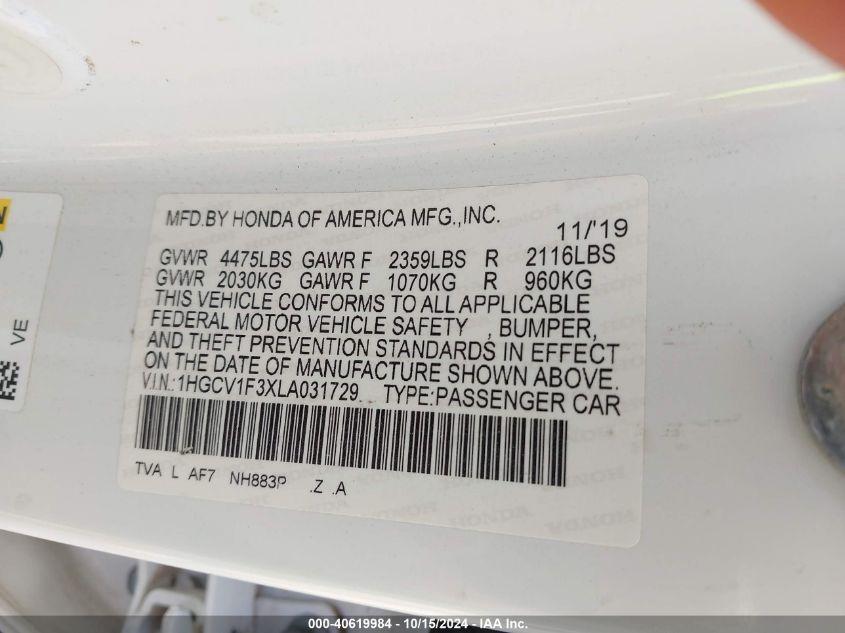 MFD.BY HONDA OF AMERICA MFG.,INC. 11/'19
GVWR 4475LBS GAWR F 2359LBS R 2116LBS
GVWR 2030KG GAWR F 1070KG R 960KG
THIS VEHICLE CONFORMS TO ALL APPLICABLE
FEDERAL MOTOR VEHICLE SAFETY , BUMPER,
AND THEFT PREVENTION STANDARDS IN EFFECT
ON THE DATE OF MANUFACTURE SHOWN ABOVE.
V.I.N.:1HGCV1F3XLA031729 TYPE:PASSENGER CAR
TVA L AF7 NH883P .Z .A
VE
HONDA HONDA
000-40619984 - 10/15/2024 - IAA Inc.